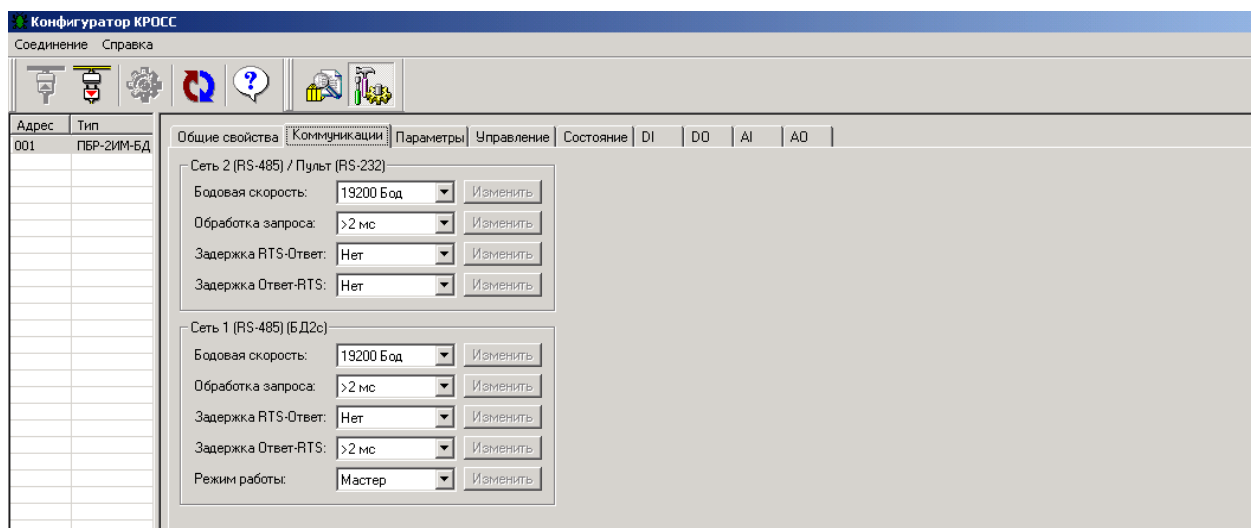 Конфигуратор КРОСС
Соединение Справка
Адрес Тип
001 ПБР-2ИМ-БД
Общие свойства Коммуникации Параметры Управление Состояние DI DO AI AO
Сеть 2 (RS-485) / Пульт (RS-232)
Бодовая скорость: 19200 Бод Изменить
Обработка запроса: >2 мс Изменить
Задержка RTS-Ответ: Нет Изменить
Задержка Ответ-RTS: Нет Изменить
Сеть 1 (RS-485) (БД2с)
Бодовая скорость: 19200 Бод Изменить
Обработка запроса: >2 мс Изменить
Задержка RTS-Ответ: Нет Изменить
Задержка Ответ-RTS: >2 мс Изменить
Режим работы: Мастер Изменить